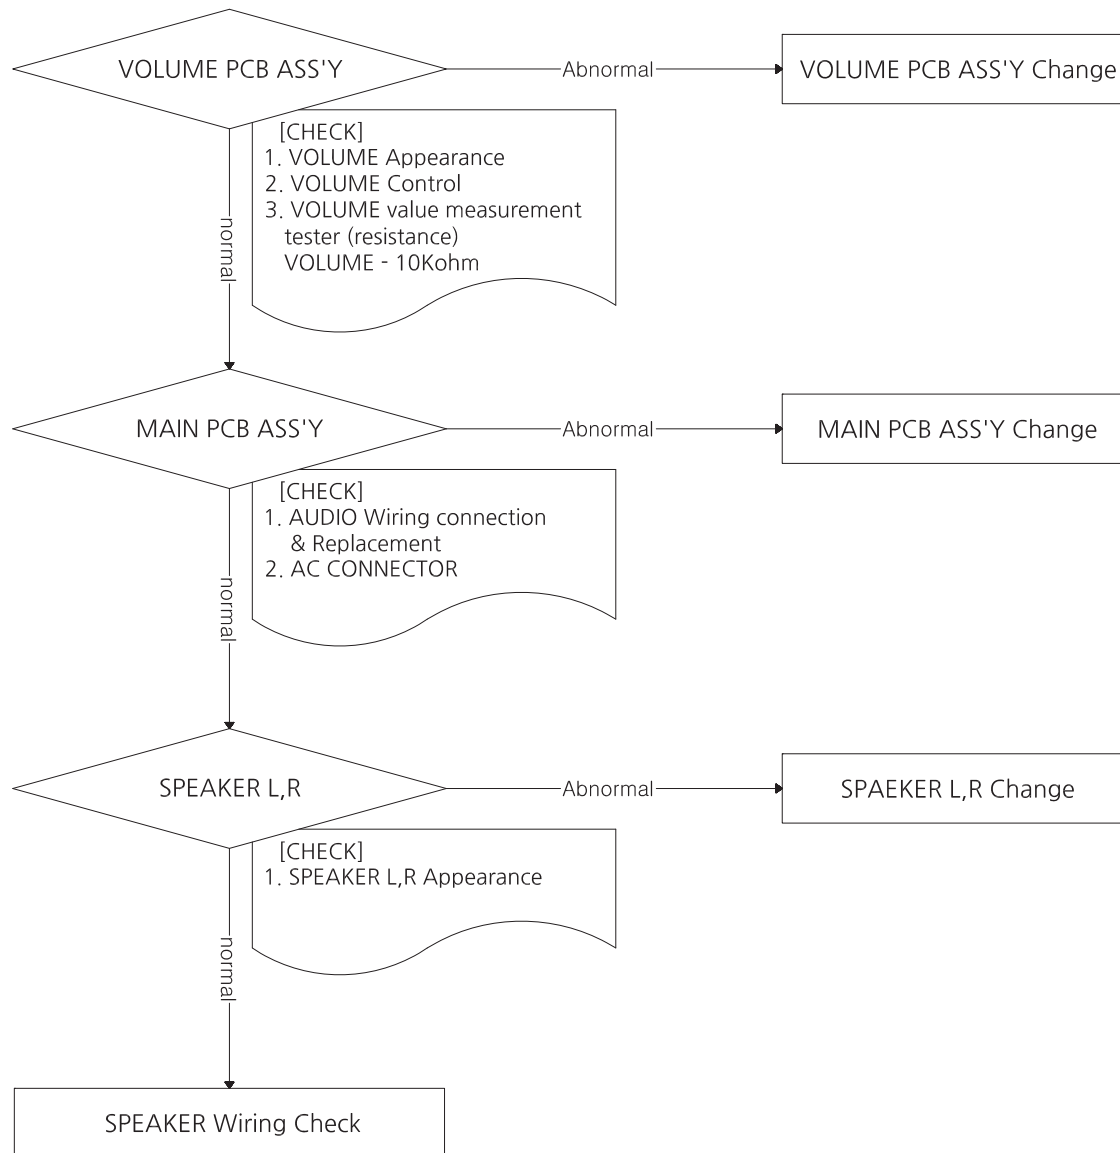 VOLUME PCB ASS'Y
Abnormal
VOLUME PCB ASS'Y Change
[CHECK]
1. VOLUME Appearance
2. VOLUME Control
3. VOLUME value measurement
tester (resistance)
VOLUME - 10Kohm
normal
MAIN PCB ASS'Y
Abnormal
MAIN PCB ASS'Y Change
[CHECK]
1. AUDIO Wiring connection
& Replacement
2. AC CONNECTOR
normal
SPEAKER L,R
Abnormal
SPAEKER L,R Change
[CHECK]
1. SPEAKER L,R Appearance
normal
SPEAKER Wiring Check